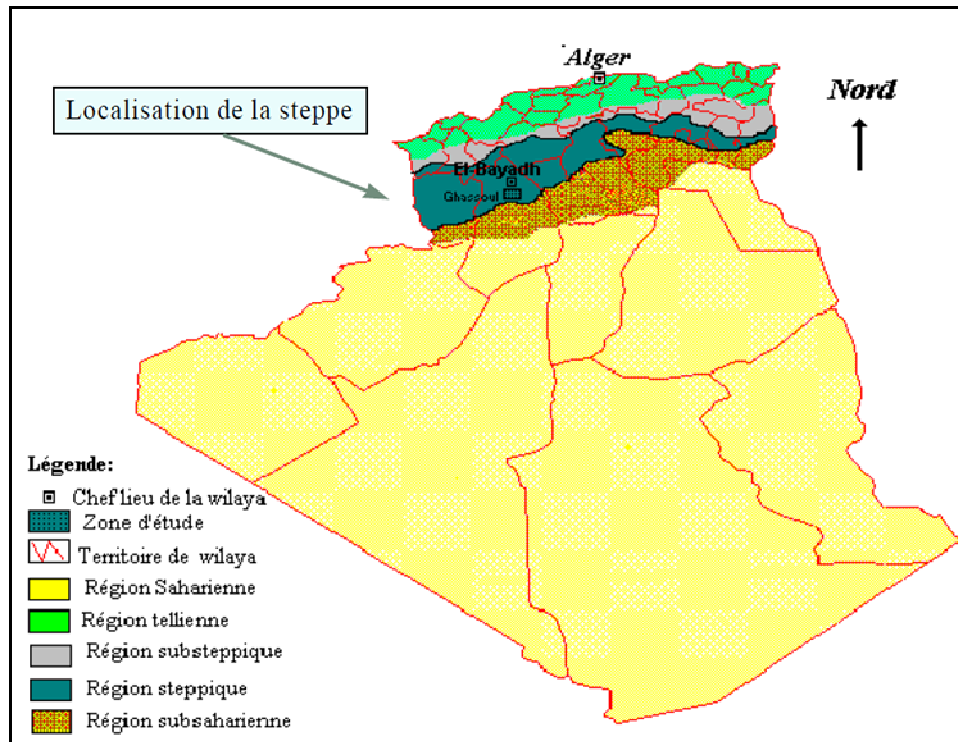 Alger
Nord
Localisation de la steppe
El-Bayadh
Ghassoul
Légende:
Chef lieu de la wilaya
Zone d'étude
Territoire de wilaya
Région Saharienne
Région tellienne
Région substeppique
Région steppique
Région subsaharienne